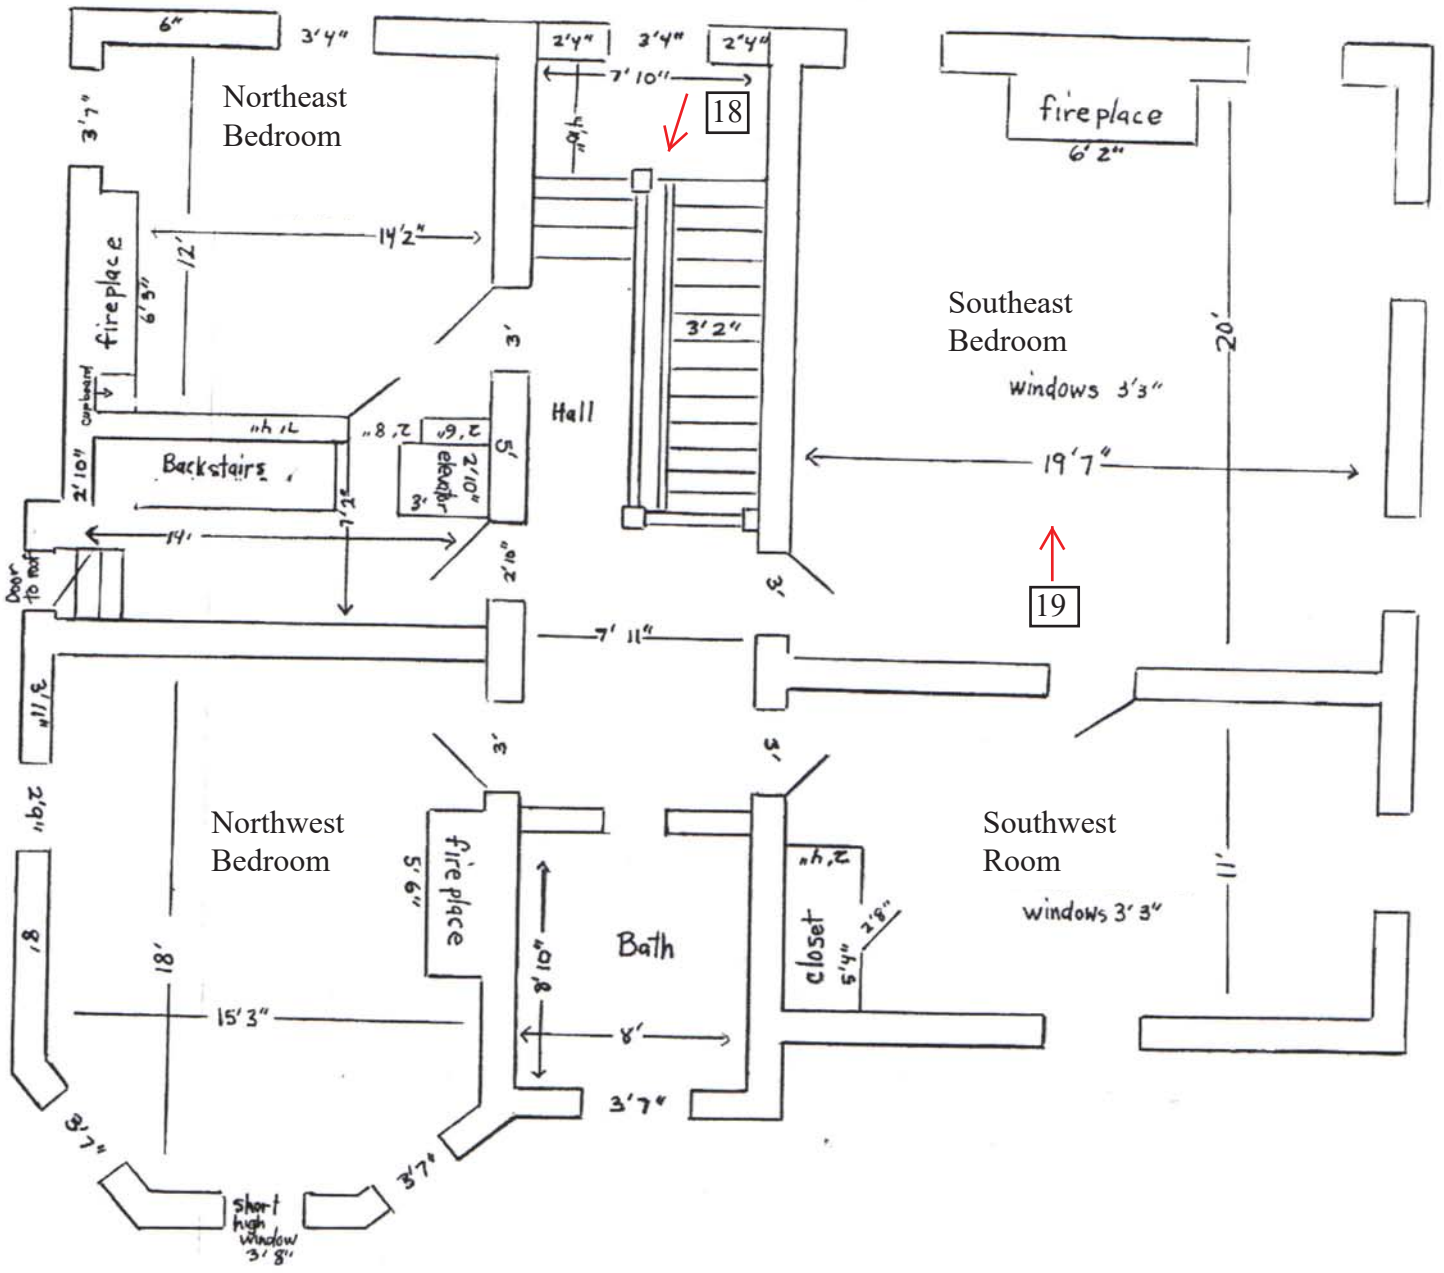 6"
3'4"
2'4"
3'4"
2'4"
7'10"
18
Northeast
Bedroom
3'7"
fireplace
6'2"
14'2"
12'
fireplace
6'3"
cupboard
3'
3'2"
Hall
Southeast
Bedroom
windows 3'3"
20'
19'7"
7'4"
2'8"
2'6"
5'
Backstairs
2'10"
elevator
2'10"
3'
7'2"
14'
2'10"
Door
to roof
3'
19
7'11"
3'11"
3'
3'
2'9"
Northwest
Bedroom
fireplace
5'6"
Southwest
Room
windows 3'3"
11'
2'4"
closet
5'4"
2'8"
8'
18'
15'3"
Bath
8'10"
8'
3'7"
3'7"
3'7"
short
high
window
3'8"